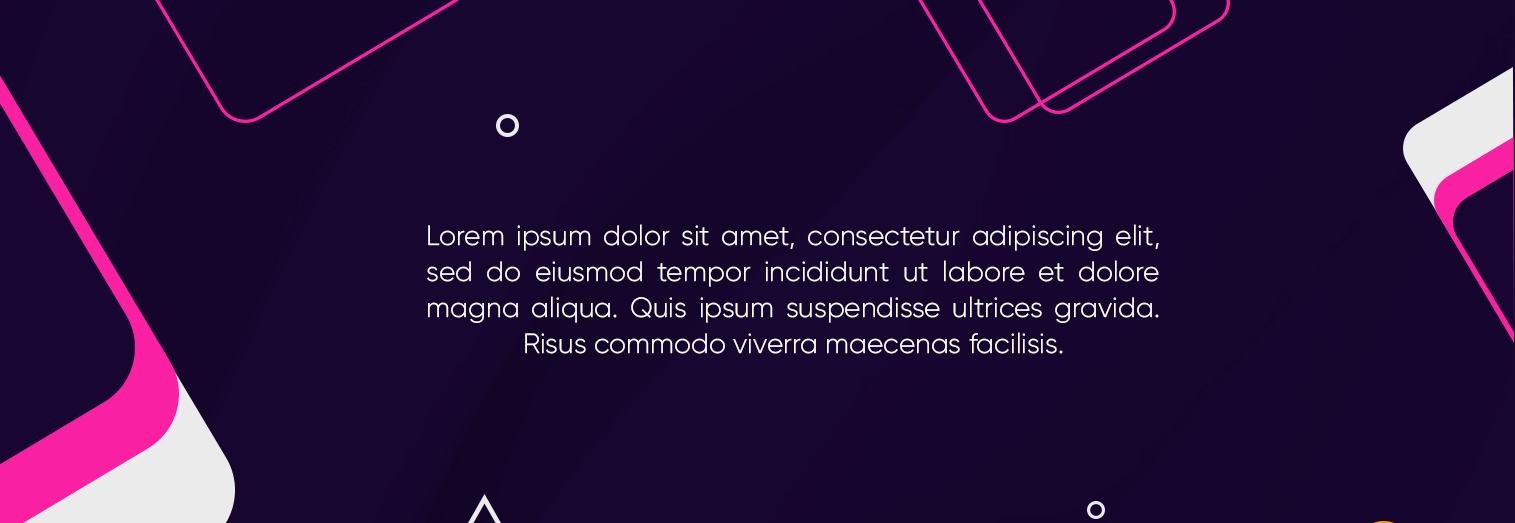 Lorem ipsum dolor sit amet, consectetur adipiscing elit,
sed do eiusmod tempor incididunt ut labore et dolore
magna aliqua. Quis ipsum suspendisse ultrices gravida.
Risus commodo viverra maecenas facilisis.